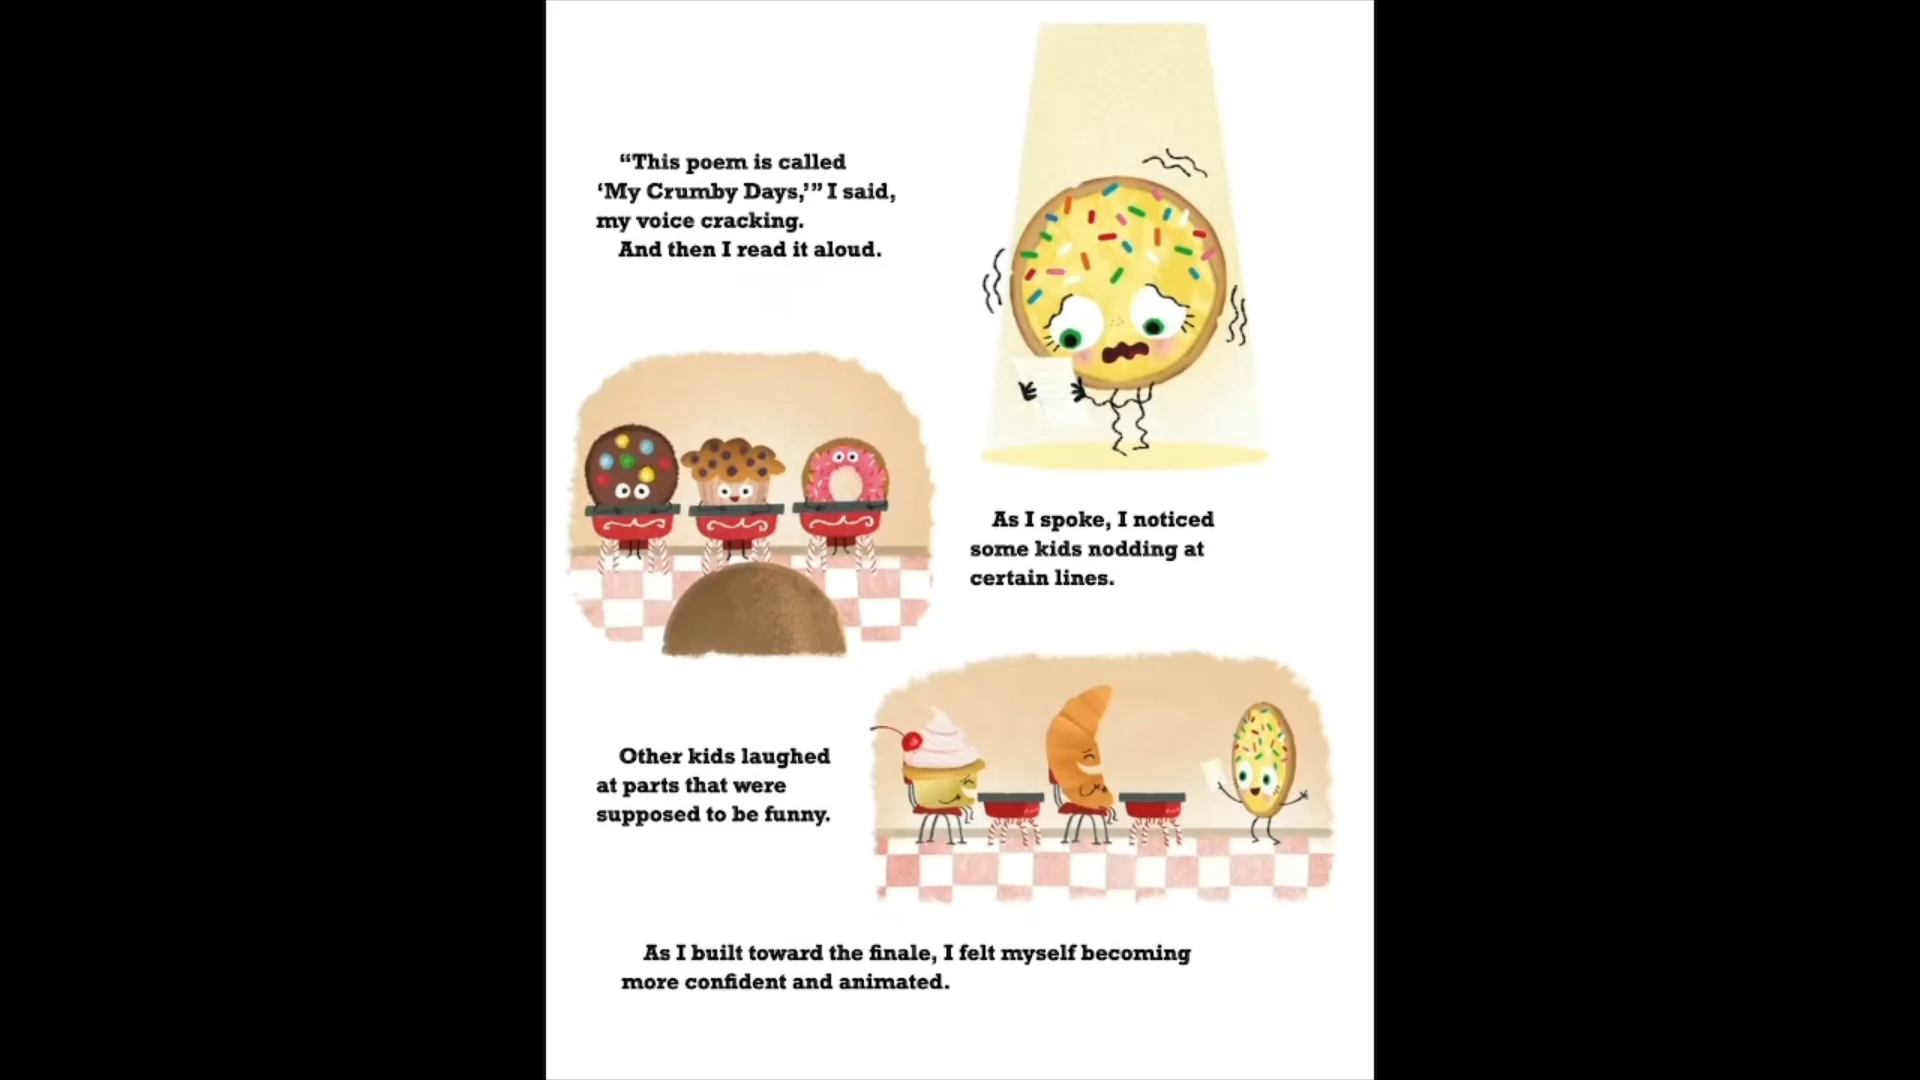 “This poem is called
‘My Crumby Days,’” I said,
my voice cracking.
And then I read it aloud.
As I spoke, I noticed
some kids nodding at
certain lines.
Other kids laughed
at parts that were
supposed to be funny.
As I built toward the finale, I felt myself becoming
more confident and animated.